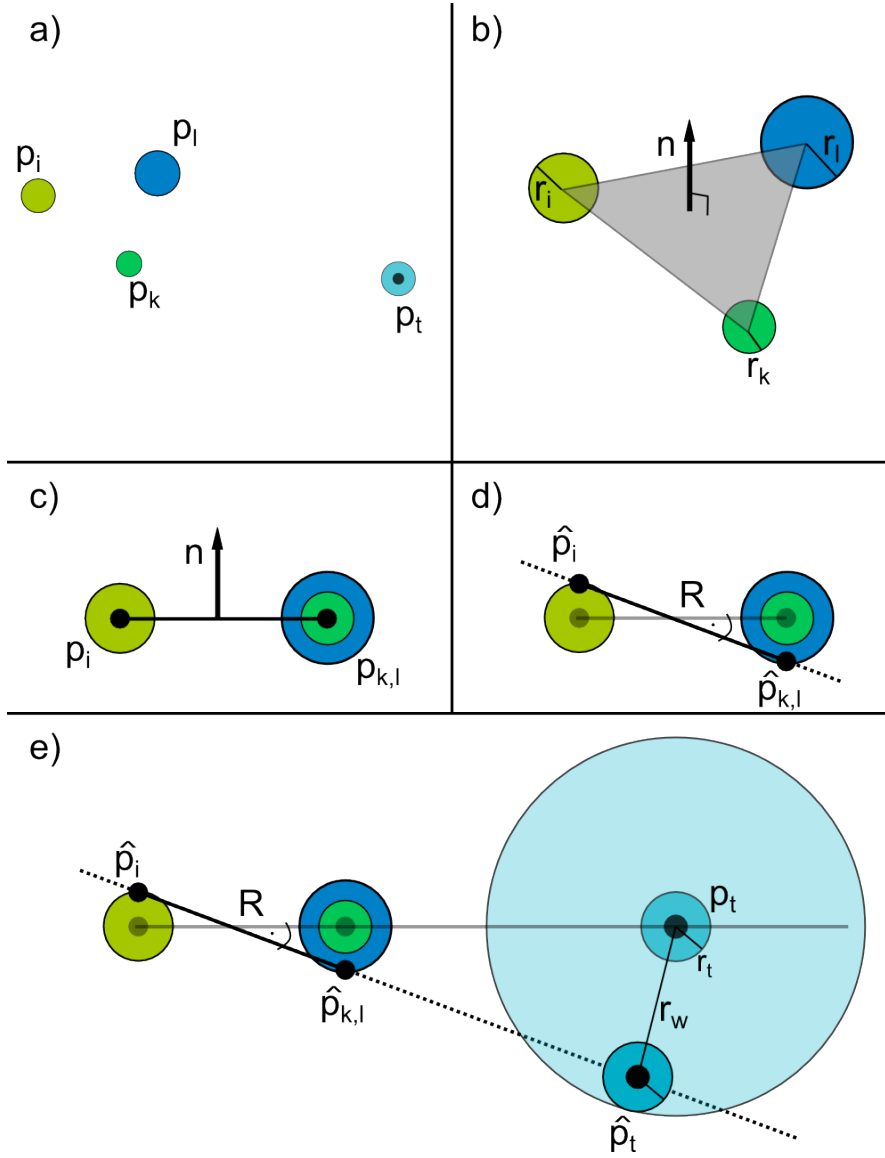 a)
p_l
p_i
p_k
p_t
b)
n
r_l
r_i
r_k
c)
n
p_i
p_k,l
d)
p̂_i
R
p̂_k,l
e)
p̂_i
R
p_t
r_t
p̂_k,l
r_w
p̂_t